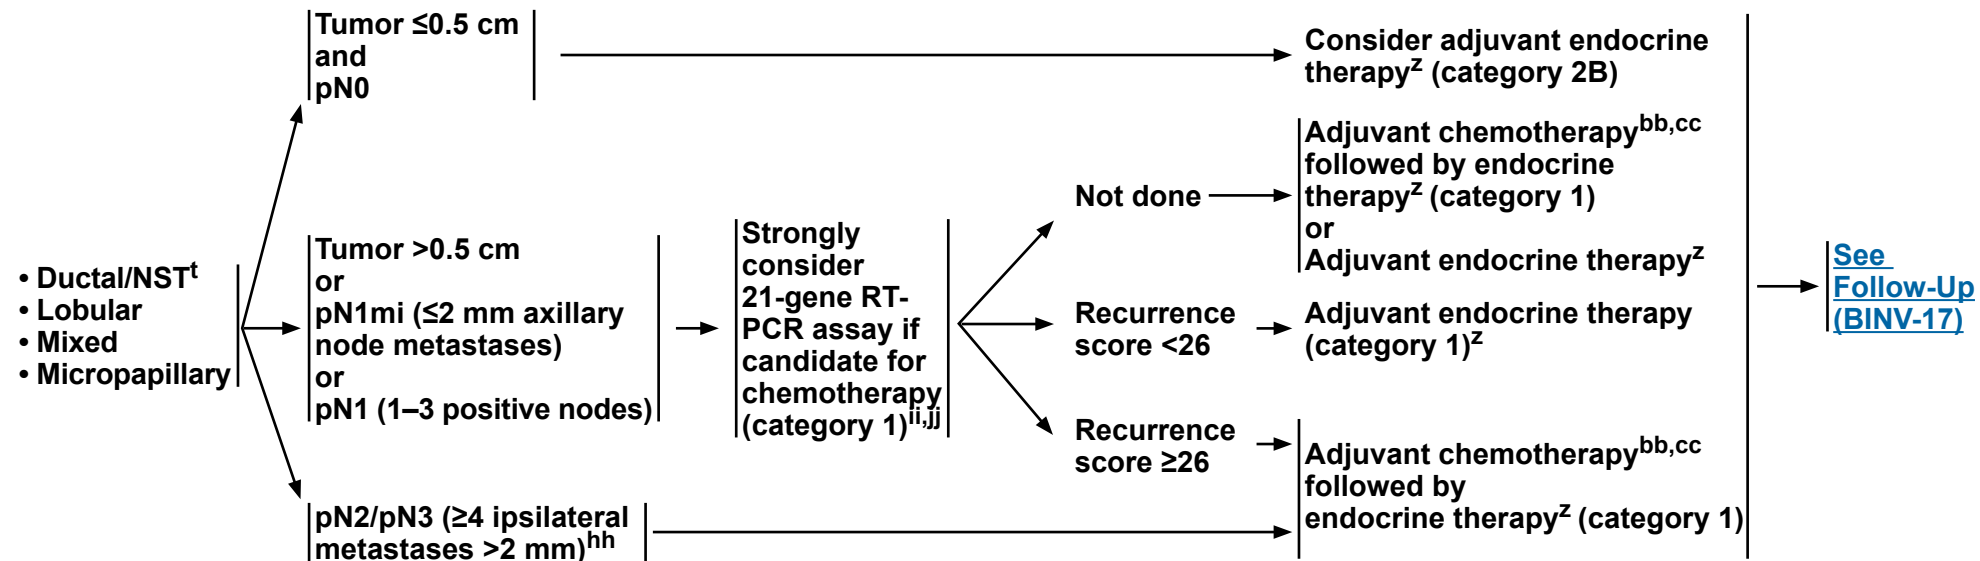 • Ductal/NSTt
• Lobular
• Mixed
• Micropapillary
Tumor ≤0.5 cm
and
pN0
Consider adjuvant endocrine
therapyz (category 2B)
Tumor >0.5 cm
or
pN1mi (≤2 mm axillary
node metastases)
or
pN1 (1–3 positive nodes)
Strongly
consider
21-gene RT-
PCR assay if
candidate for
chemotherapy
(category 1)ii,jj
Not done
Adjuvant chemotherapybb,cc
followed by endocrine
therapyz (category 1)
or
Adjuvant endocrine therapyz
Recurrence
score <26
Adjuvant endocrine therapy
(category 1)z
Recurrence
score ≥26
Adjuvant chemotherapybb,cc
followed by
endocrine therapyz (category 1)
pN2/pN3 (≥4 ipsilateral
metastases >2 mm)hh
See
Follow-Up
(BINV-17)